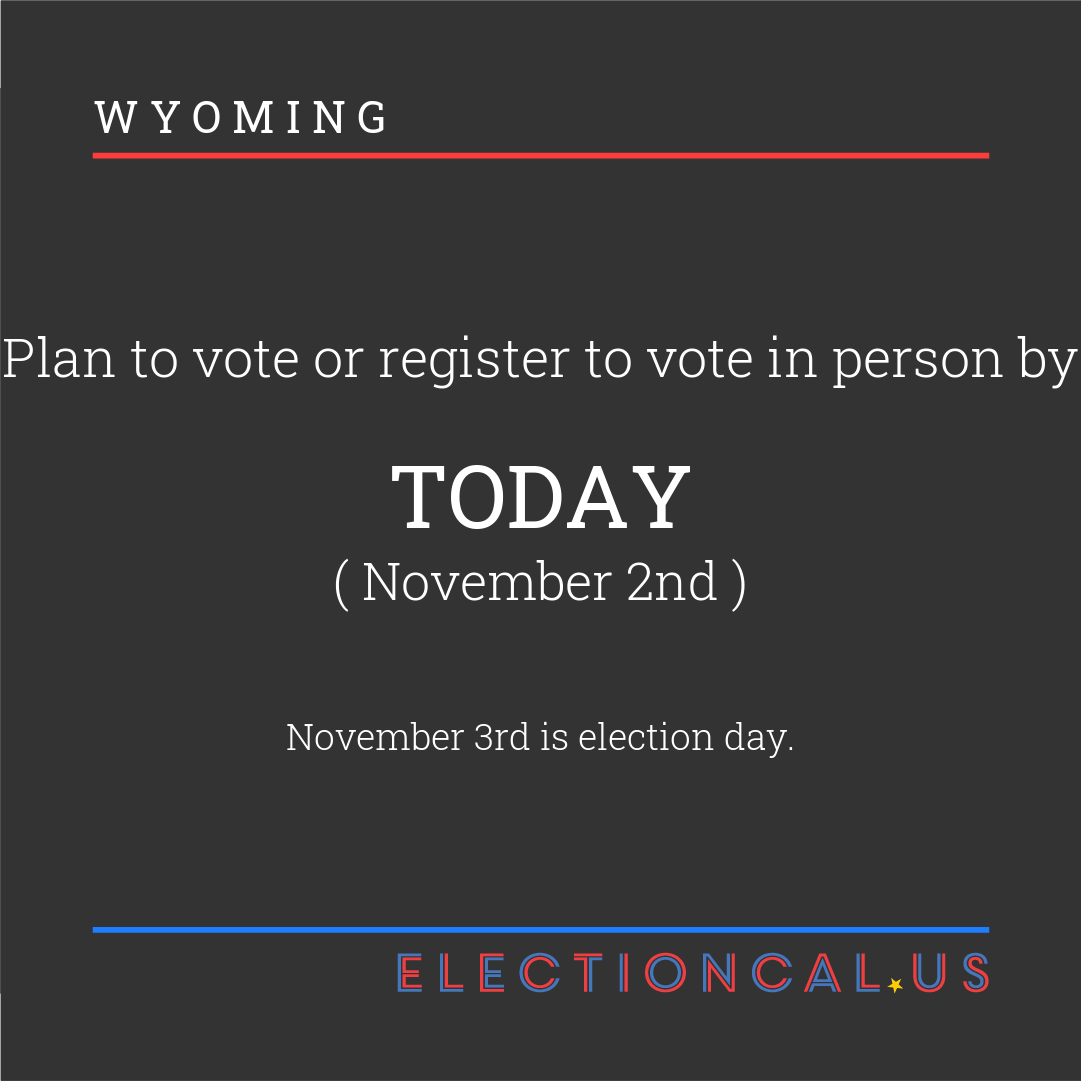 WYOMING
Plan to vote or register to vote in person by
TODAY
( November 2nd )
November 3rd is election day.
ELECTIONCAL.US